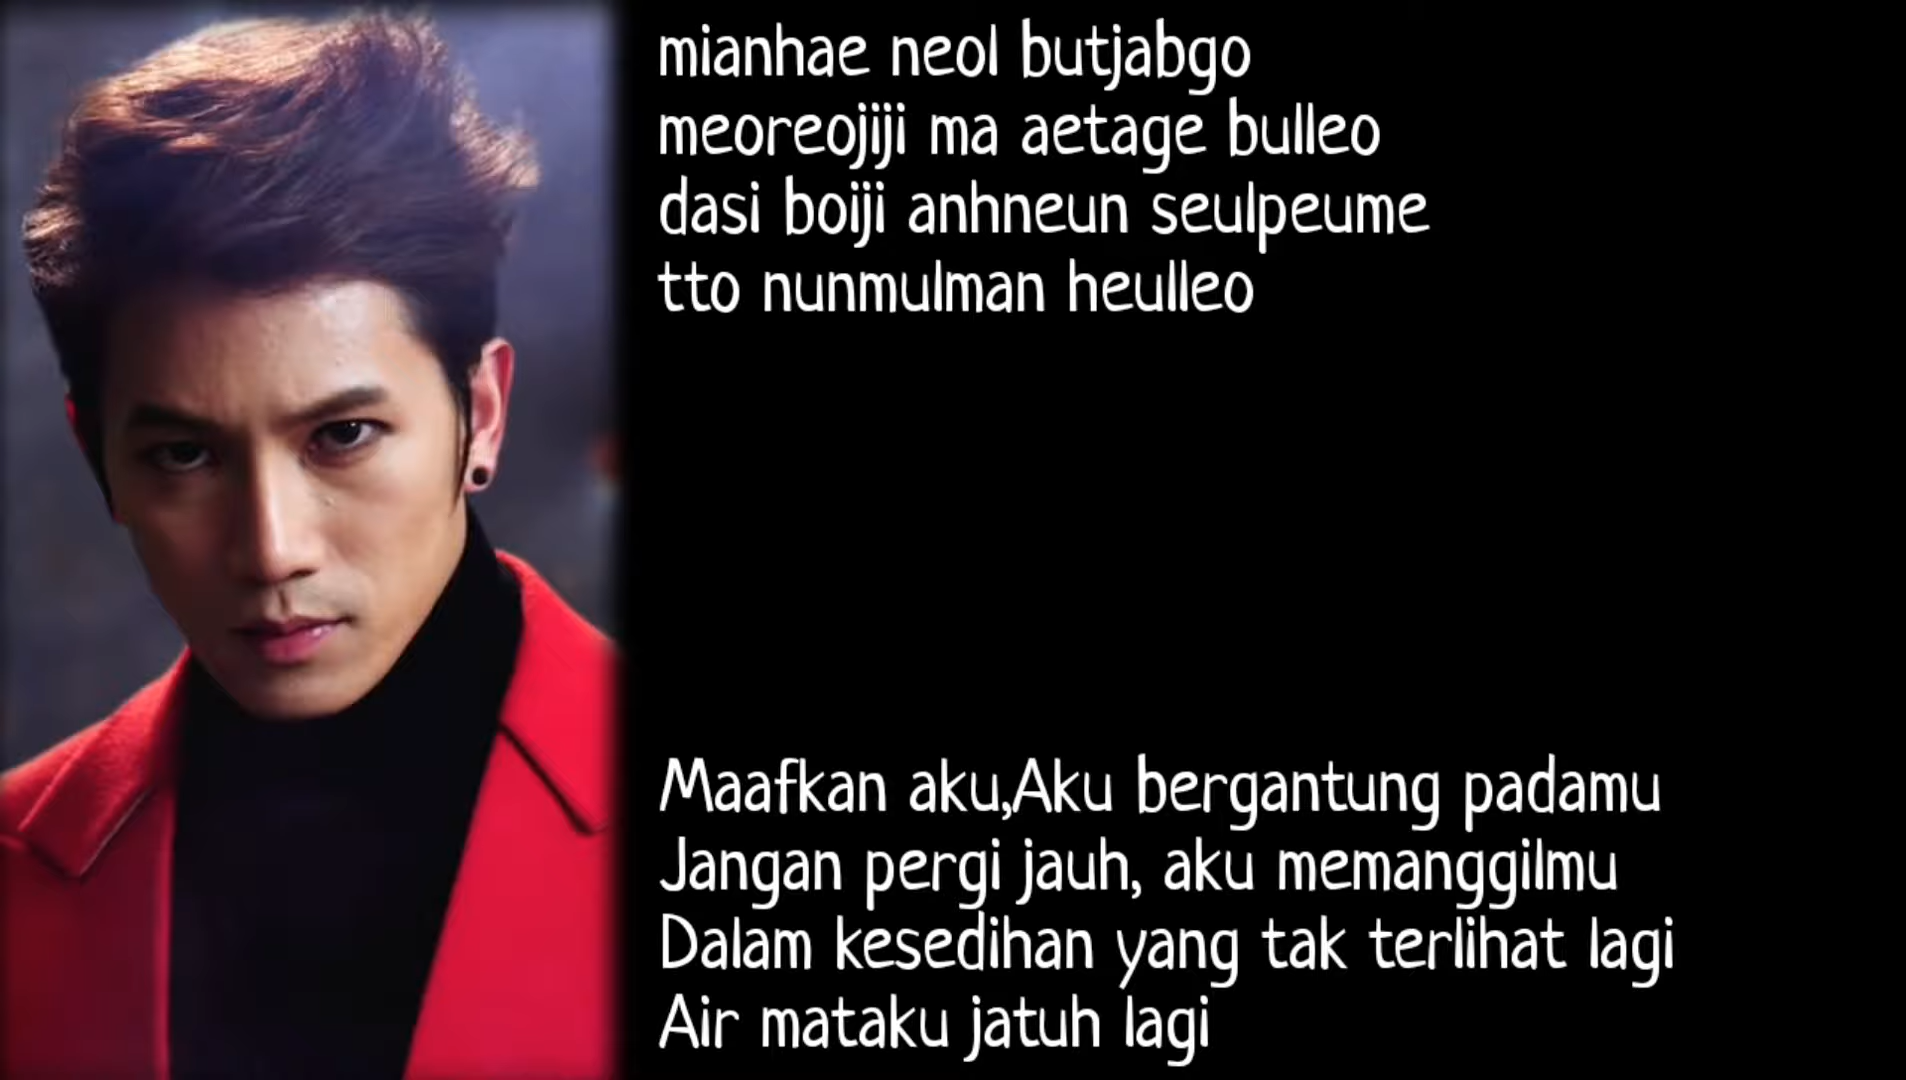 mianhae neol butjabgo
meoreojiji ma aetage bulleo
dasi boiji anhneun seulpeume
tto nunmulman heulleo
Maafkan aku,Aku bergantung padamu
Jangan pergi jauh, aku memanggilmu
Dalam kesedihan yang tak terlihat lagi
Air mataku jatuh lagi